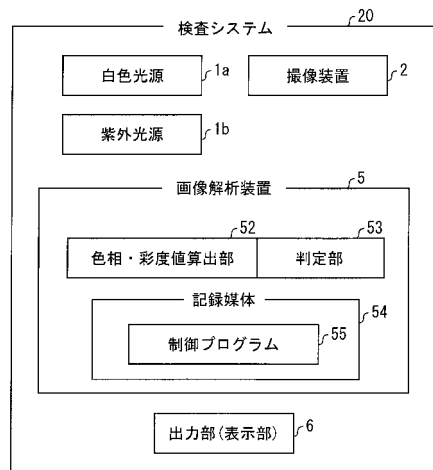 検査システム
20
白色光源
1a
撮像装置
2
紫外光源
1b
画像解析装置
5
色相・彩度値算出部
52
判定部
53
記録媒体
54
制御プログラム
55
出力部(表示部)
6